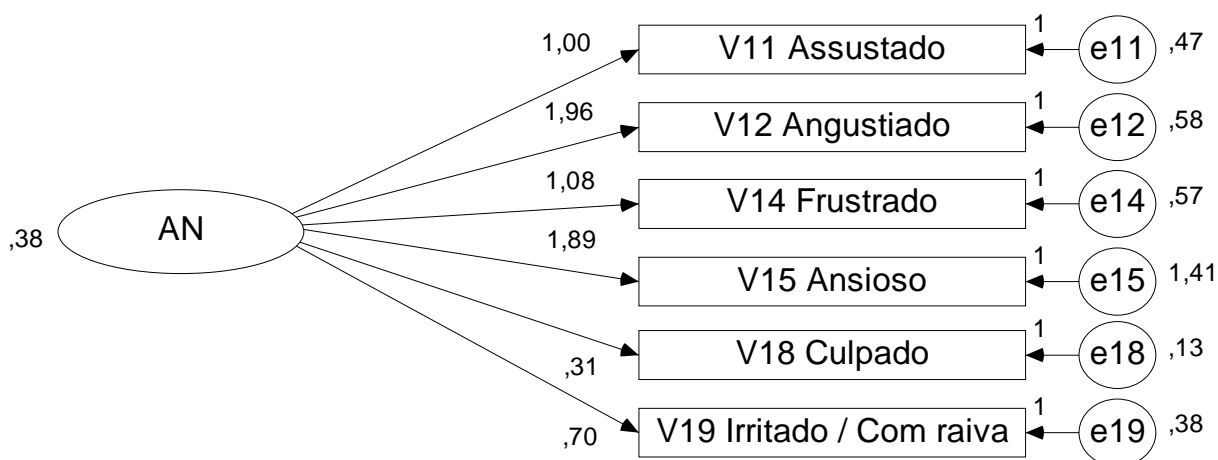 1,00
V11 Assustado
1
e11
,47
1,96
V12 Angustiado
1
e12
,58
1,08
V14 Frustrado
1
e14
,57
,38
AN
1,89
V15 Ansioso
1
e15
1,41
,31
V18 Culpado
1
e18
,13
,70
V19 Irritado / Com raiva
1
e19
,38